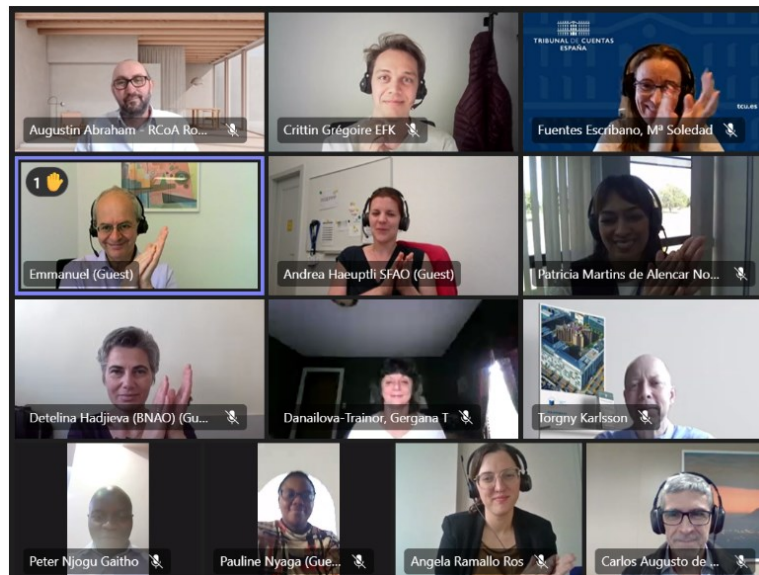 TRIBUNAL DE CUENTAS
ESPAÑA
tcu.es
Augustin Abraham - RCoA Ro...
Crittin Grégoire EFK
Fuentes Escribano, Mª Soledad
1
Emmanuel (Guest)
Andrea Haeuptli SFAO (Guest)
Patricia Martins de Alencar No...
Detelina Hadjieva (BNAO) (Gu...
Danailova-Trainor, Gergana T
Torgny Karlsson
Peter Njogu Gaitho
Pauline Nyaga (Gue...
Angela Ramallo Ros
Carlos Augusto de ...